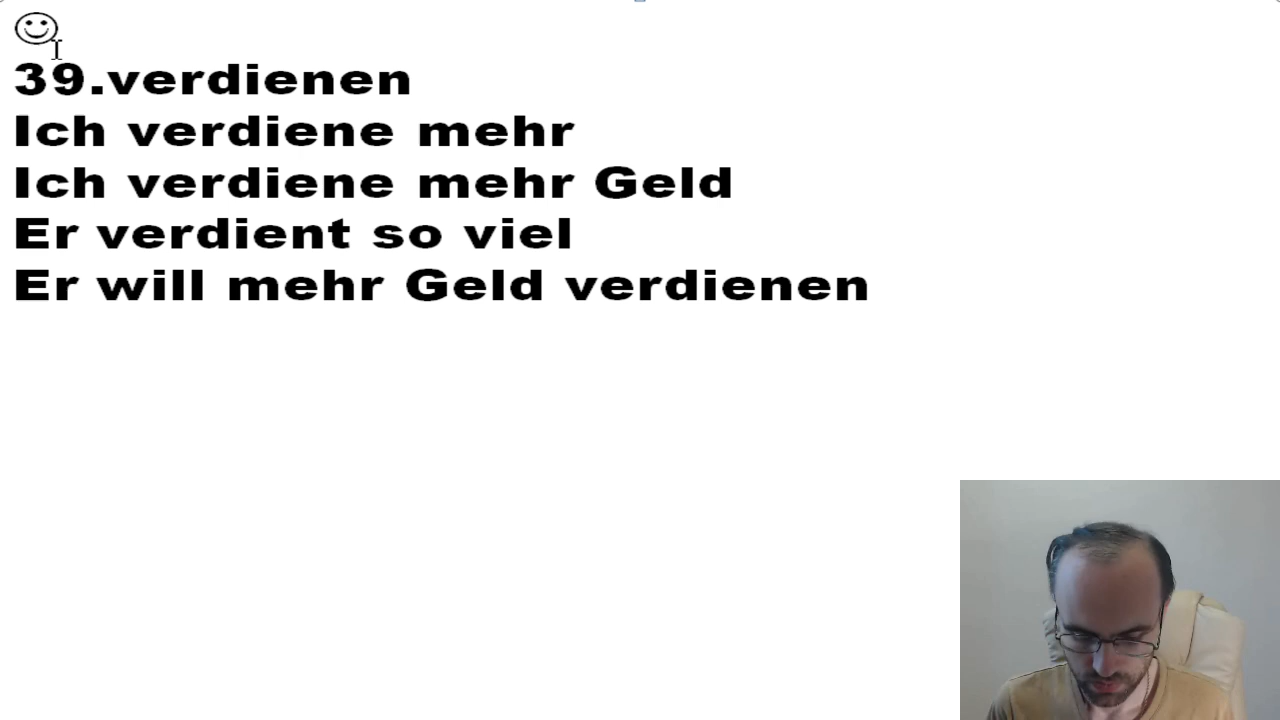 39.verdienen
Ich verdiene mehr
Ich verdiene mehr Geld
Er verdient so viel
Er will mehr Geld verdienen